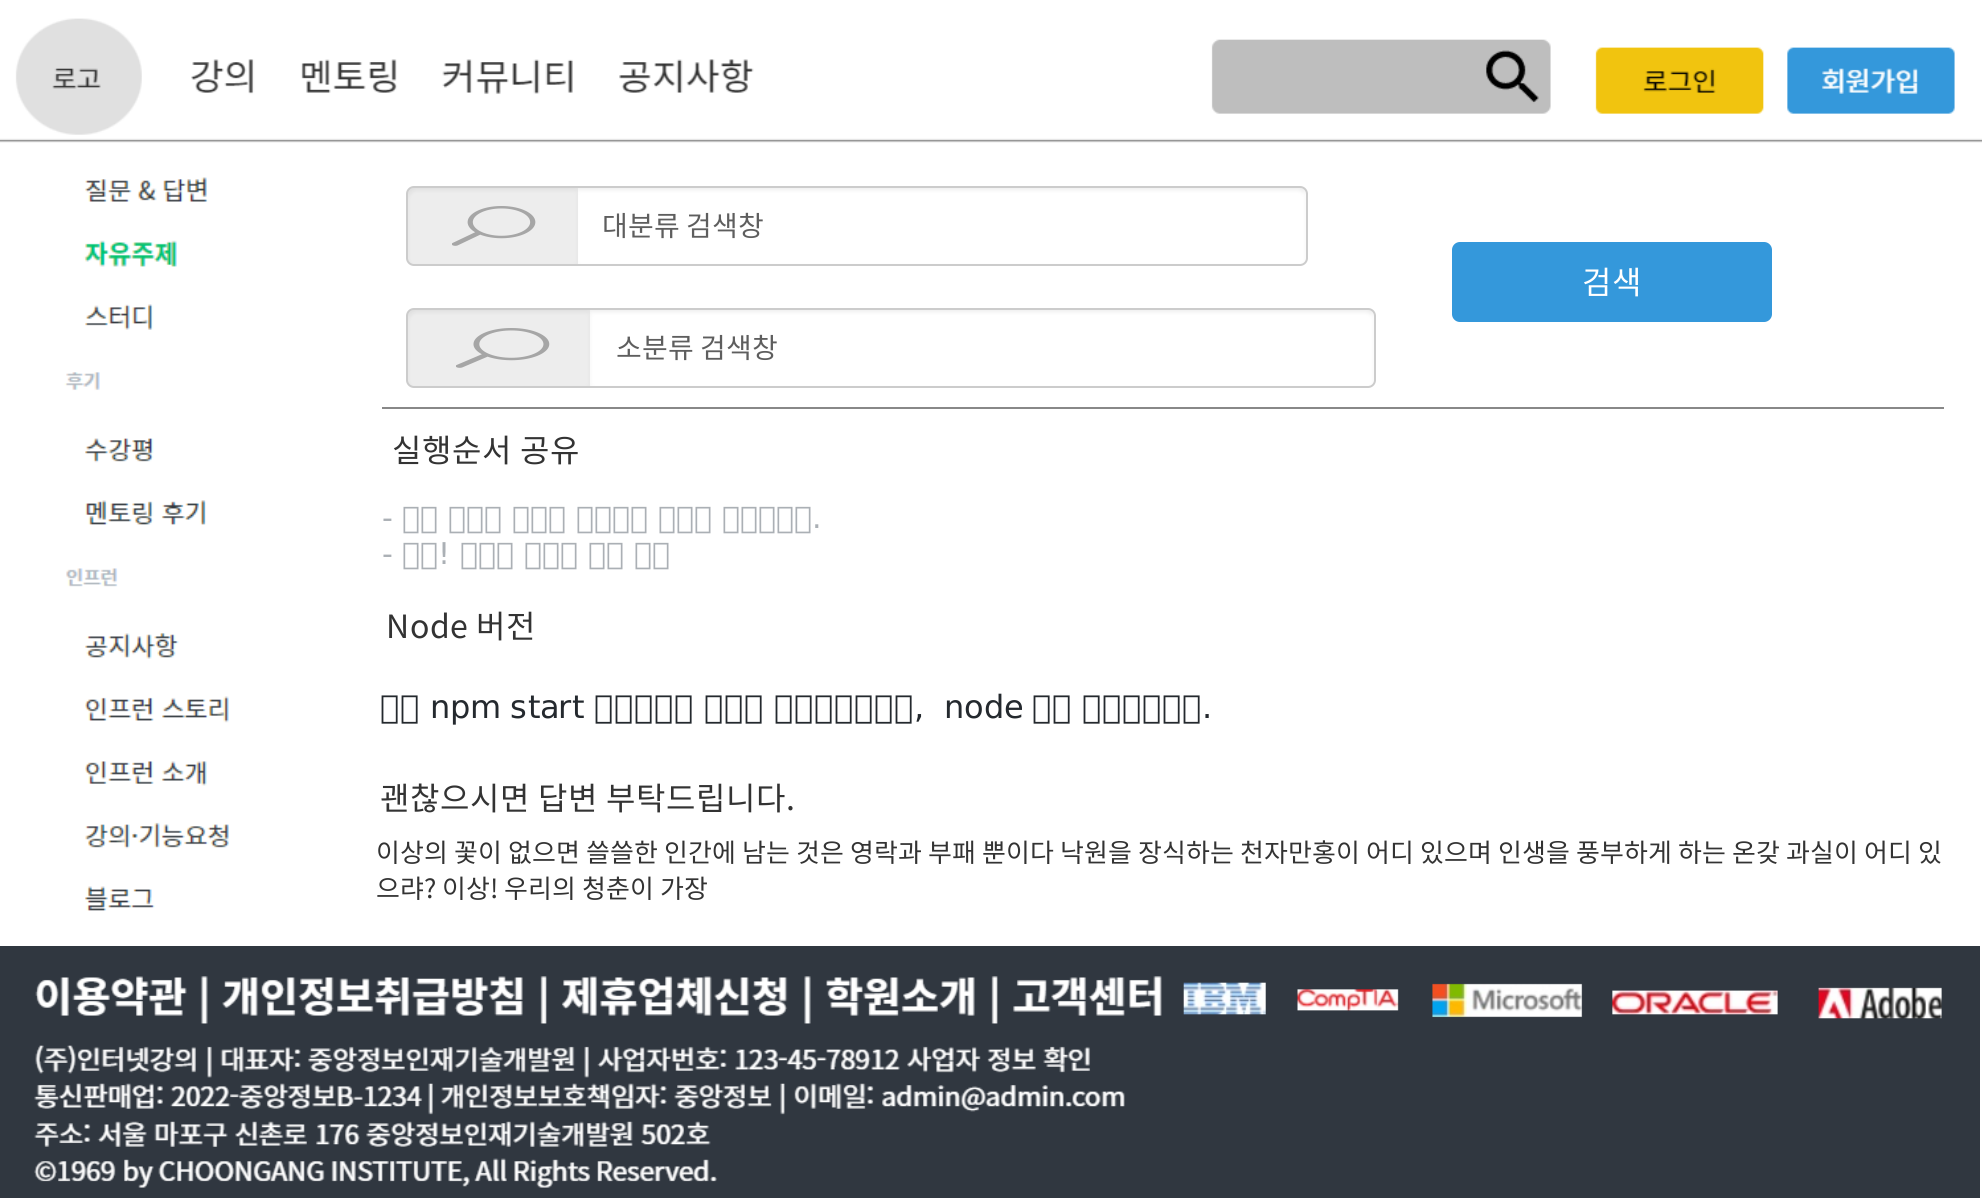 로고
강의 멘토링 커뮤니티 공지사항
로그인
회원가입
질문 & 답변
자유주제
스터디
후기
수강평
멘토링 후기
인프런
공지사항
인프런 스토리
인프런 소개
강의·기능요청
블로그
대분류 검색창
소분류 검색창
검색
실행순서 공유
Node 버전
npm start , node .
괜찮으시면 답변 부탁드립니다.
이상의 꽃이 없으면 쓸쓸한 인간에 남는 것은 영락과 부패 뿐이다 낙원을 장식하는 천자만홍이 어디 있으며 인생을 풍부하게 하는 온갖 과실이 어디 있
으랴? 이상! 우리의 청춘이 가장
이용약관 | 개인정보취급방침 | 제휴업체신청 | 학원소개 | 고객센터
IBM
CompTIA
Microsoft
ORACLE
Adobe
(주)인터넷강의 | 대표자: 중앙정보인재기술개발원 | 사업자번호: 123-45-78912 사업자 정보 확인
통신판매업: 2022-중앙정보B-1234 | 개인정보보호책임자: 중앙정보 | 이메일: admin@admin.com
주소: 서울 마포구 신촌로 176 중앙정보인재기술개발원 502호
©1969 by CHOONGANG INSTITUTE, All Rights Reserved.